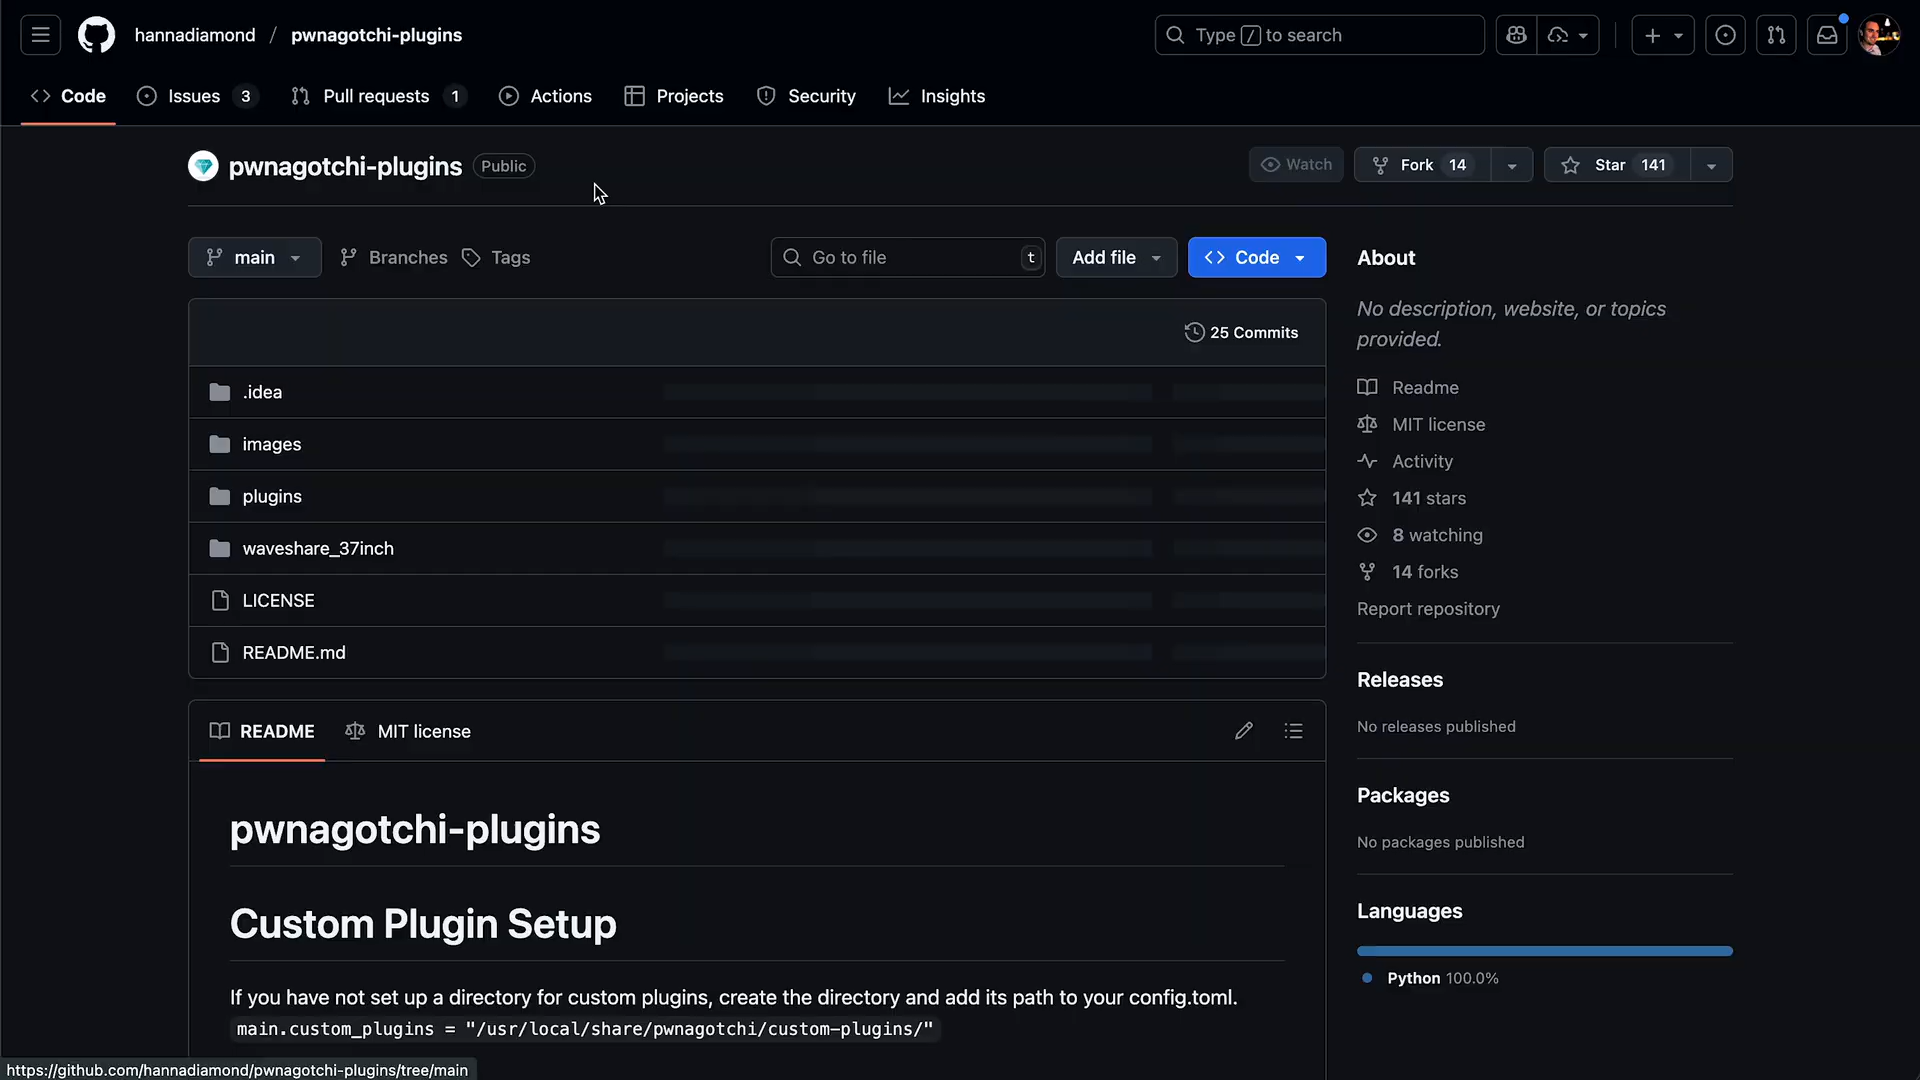 hannadiamond / pwnagotchi-plugins
Type / to search
Code
Issues 3
Pull requests 1
Actions
Projects
Security
Insights
pwnagotchi-plugins Public
Watch
Fork 14
Star 141
main
Branches
Tags
Go to file t
Add file
Code
25 Commits
.idea
images
plugins
waveshare_37inch
LICENSE
README.md
README
MIT license
pwnagotchi-plugins
Custom Plugin Setup
If you have not set up a directory for custom plugins, create the directory and add its path to your config.toml.
main.custom_plugins = "/usr/local/share/pwnagotchi/custom-plugins/"
About
No description, website, or topics
provided.
Readme
MIT license
Activity
141 stars
8 watching
14 forks
Report repository
Releases
No releases published
Packages
No packages published
Languages
Python 100.0%
https://github.com/hannadiamond/pwnagotchi-plugins/tree/main